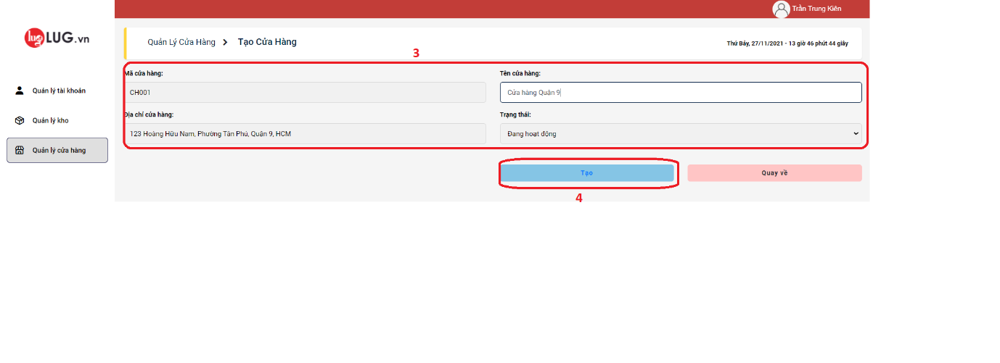 Trần Trung Kiên
lug LUG.vn
Quản Lý Cửa Hàng Tạo Cửa Hàng
Thứ Bảy, 27/11/2021 - 13 giờ 46 phút 44 giây
3
Quản lý tài khoản
Quản lý kho
Quản lý cửa hàng
Mã cửa hàng:
Tên cửa hàng:
CH001
Cửa hàng Quận 9
Địa chỉ cửa hàng:
Trạng thái:
123 Hoàng Hữu Nam, Phường Tân Phú, Quận 9, HCM
Đang hoạt động
Tạo
Quay về
4